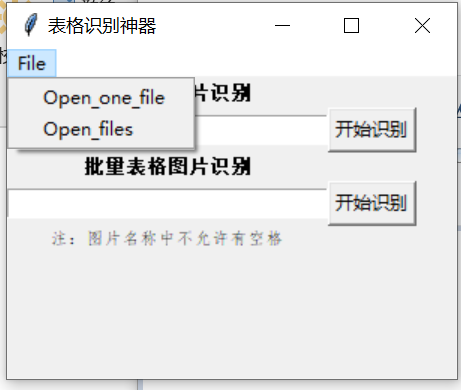 表格识别神器
File
Open_one_file
片识别
Open_files
开始识别
批量表格图片识别
开始识别
注：图片名称中不允许有空格